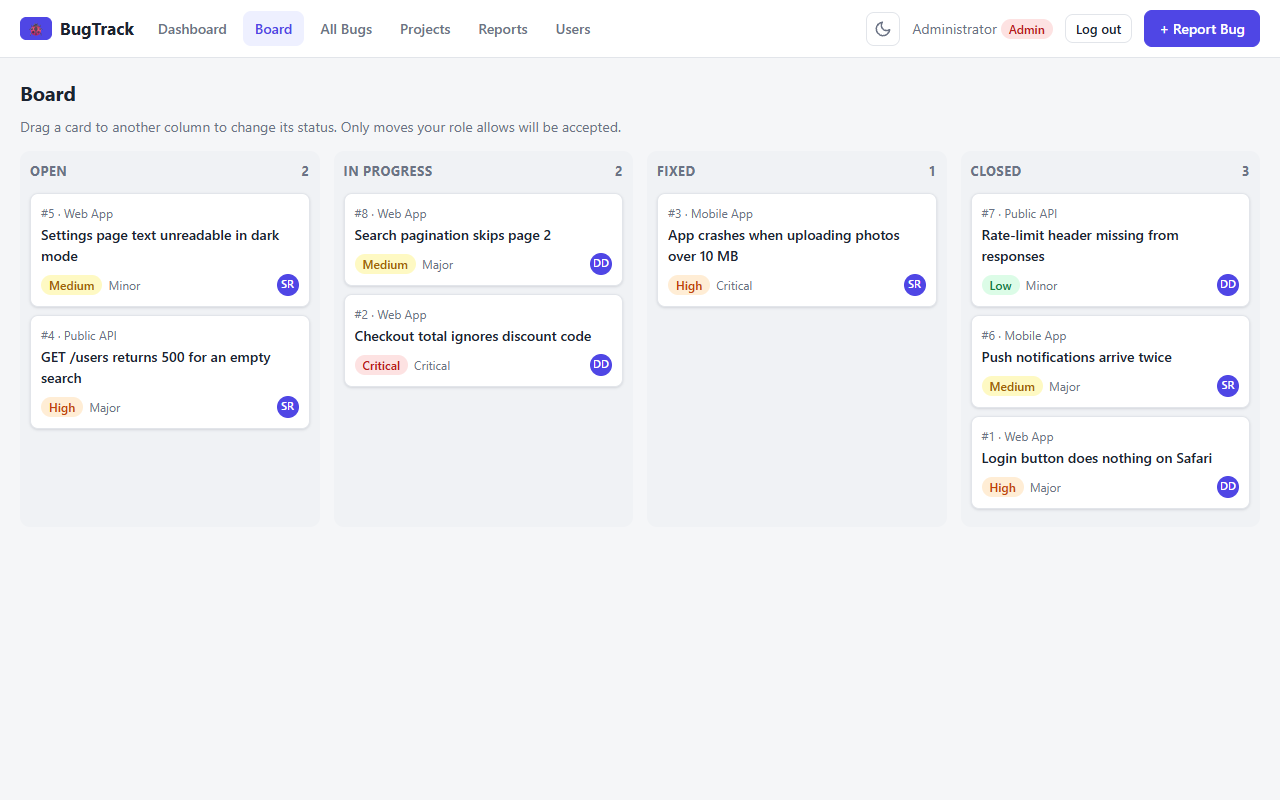 BugTrack Dashboard Board All Bugs Projects Reports Users Administrator Admin Log out + Report Bug
Board
Drag a card to another column to change its status. Only moves your role allows will be accepted.
OPEN 2
#5 · Web App
Settings page text unreadable in dark
mode
Medium Minor SR
#4 · Public API
GET /users returns 500 for an empty
search
High Major SR
IN PROGRESS 2
#8 · Web App
Search pagination skips page 2
Medium Major DD
#2 · Web App
Checkout total ignores discount code
Critical Critical DD
FIXED 1
#3 · Mobile App
App crashes when uploading photos
over 10 MB
High Critical SR
CLOSED 3
#7 · Public API
Rate-limit header missing from
responses
Low Minor DD
#6 · Mobile App
Push notifications arrive twice
Medium Major SR
#1 · Web App
Login button does nothing on Safari
High Major DD